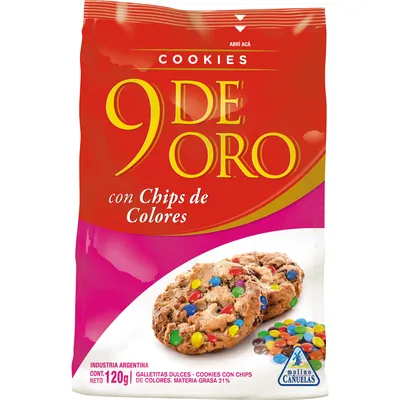 ABRÍ ACÁ
COOKIES
9 DE
ORO
con Chips de
Colores
INDUSTRIA ARGENTINA
CONT.
NETO 120g
GALLETITAS DULCES - COOKIES CON CHIPS
DE COLORES. MATERIA GRASA 21%
molino
CAÑUELAS